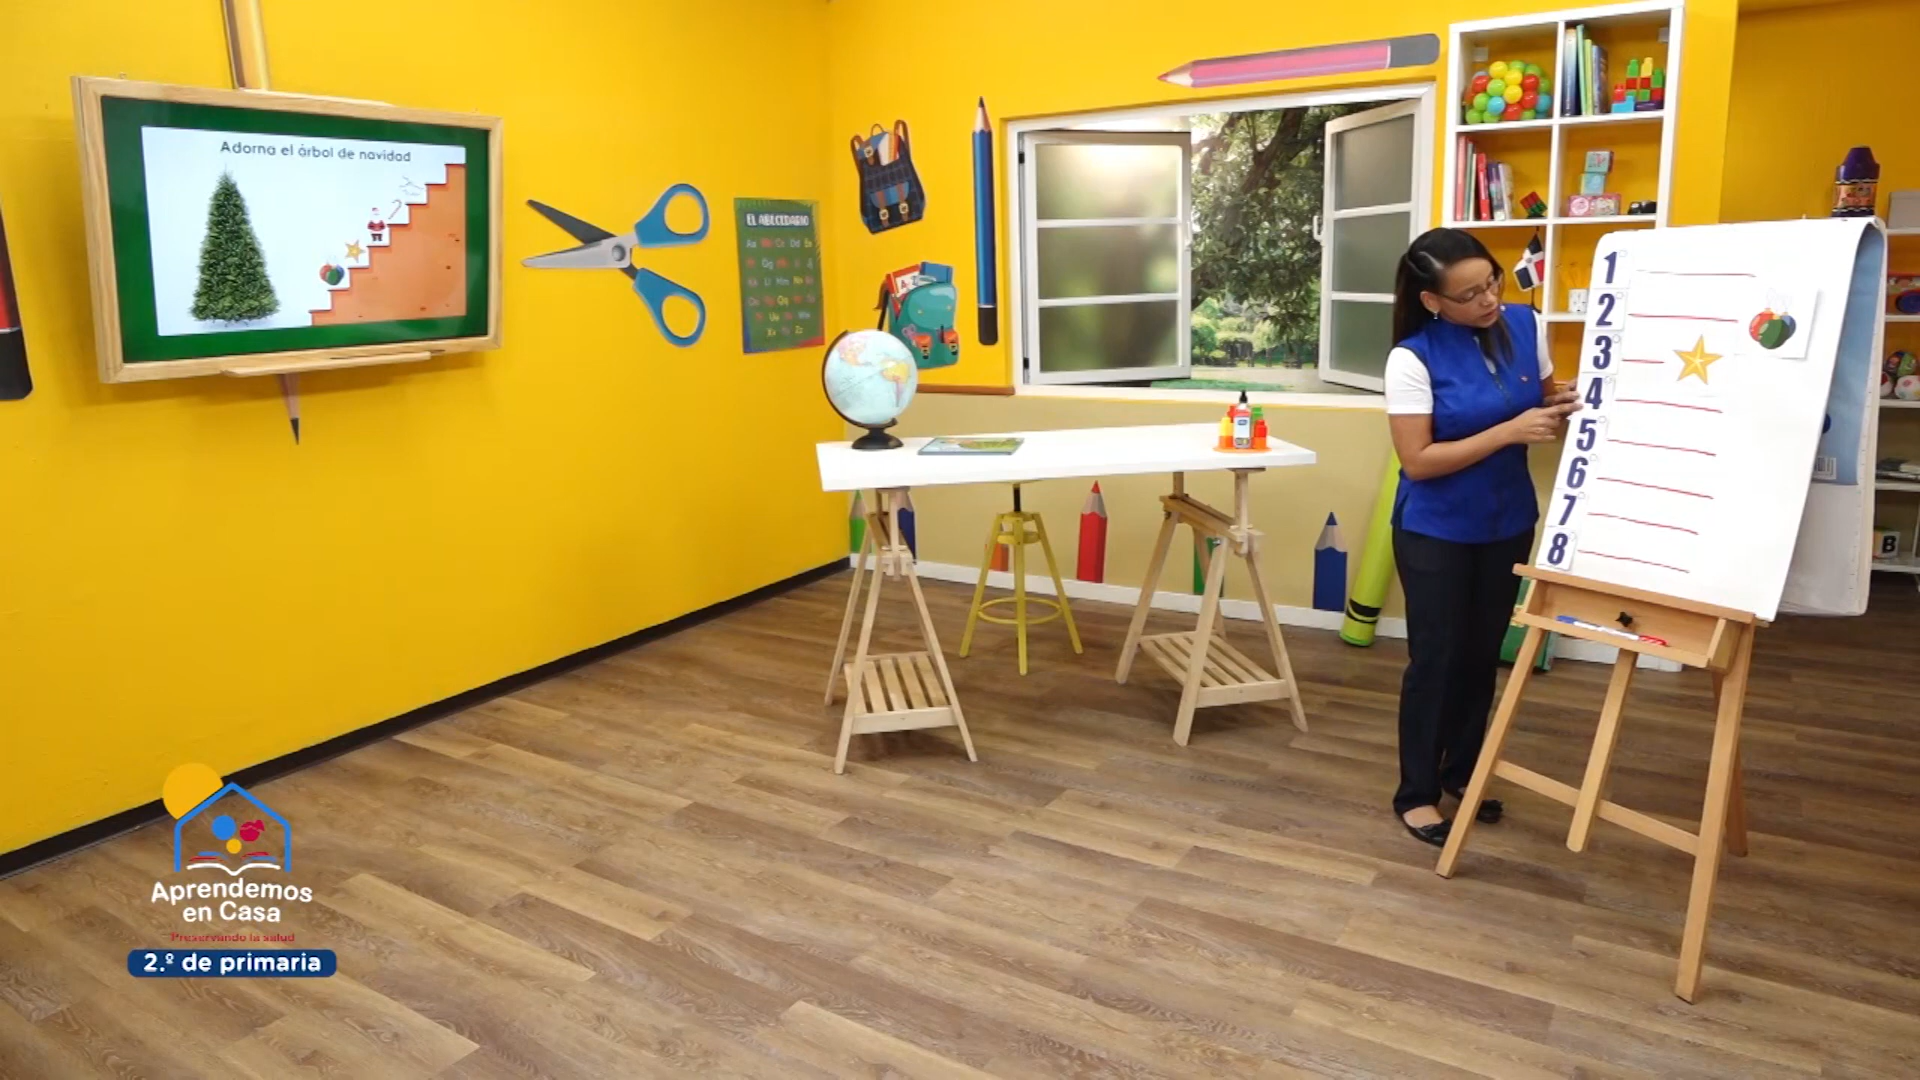 Adorna el árbol de navidad
EL ABECEDARIO
1
2
3
4
5
6
7
8
B
Aprendemos
en Casa
Preservando la salud
2.º de primaria